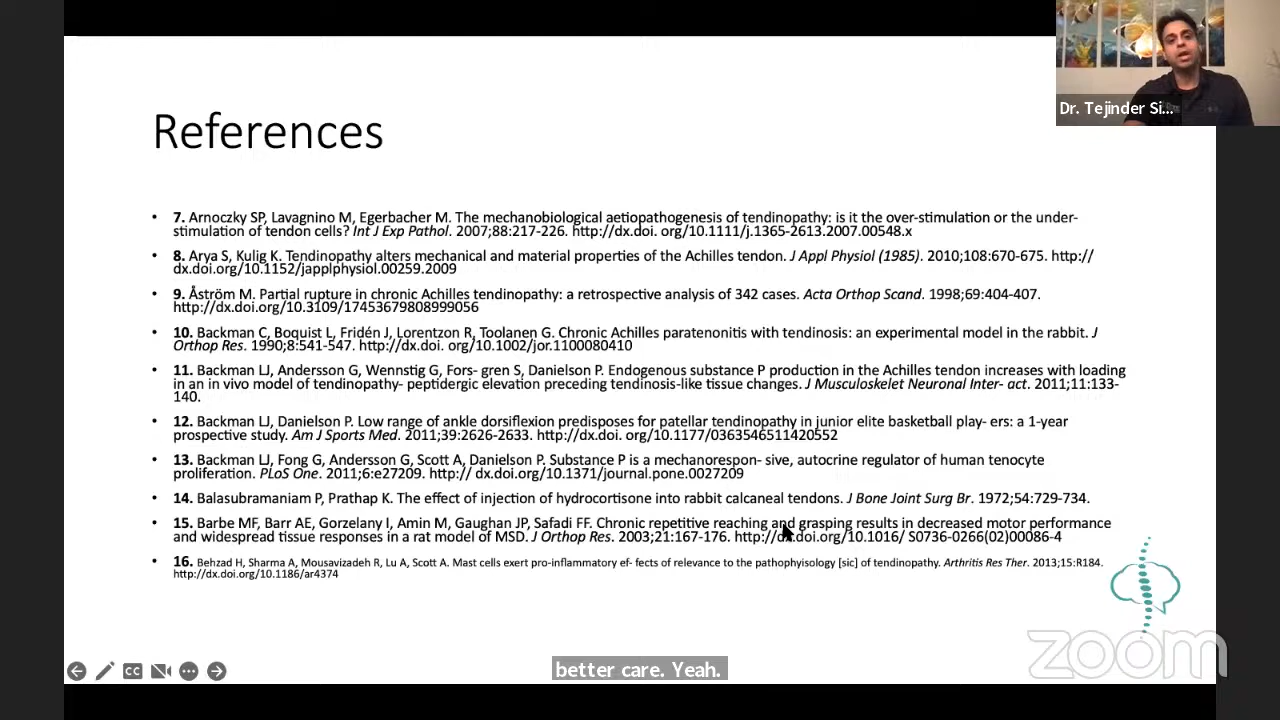 Dr. Tejinder Si...
References
• 7. Arnoczky SP, Lavagnino M, Egerbacher M. The mechanobiological aetiopathogenesis of tendinopathy: is it the over-stimulation or the under-
stimulation of tendon cells? Int J Exp Pathol. 2007;88:217-226. http://dx.doi. org/10.1111/j.1365-2613.2007.00548.x
• 8. Arya S, Kulig K. Tendinopathy alters mechanical and material properties of the Achilles tendon. J Appl Physiol (1985). 2010;108:670-675. http://
dx.doi.org/10.1152/japplphysiol.00259.2009
• 9. Åström M. Partial rupture in chronic Achilles tendinopathy: a retrospective analysis of 342 cases. Acta Orthop Scand. 1998;69:404-407.
http://dx.doi.org/10.3109/17453679808999056
• 10. Backman C, Boquist L, Fridén J, Lorentzon R, Toolanen G. Chronic Achilles paratenonitis with tendinosis: an experimental model in the rabbit. J
Orthop Res. 1990;8:541-547. http://dx.doi. org/10.1002/jor.1100080410
• 11. Backman LJ, Andersson G, Wennstig G, Fors- gren S, Danielson P. Endogenous substance P production in the Achilles tendon increases with loading
in an in vivo model of tendinopathy- peptidergic elevation preceding tendinosis-like tissue changes. J Musculoskelet Neuronal Inter- act. 2011;11:133-
140.
• 12. Backman LJ, Danielson P. Low range of ankle dorsiflexion predisposes for patellar tendinopathy in junior elite basketball play- ers: a 1-year
prospective study. Am J Sports Med. 2011;39:2626-2633. http://dx.doi. org/10.1177/0363546511420552
• 13. Backman LJ, Fong G, Andersson G, Scott A, Danielson P. Substance P is a mechanorespon- sive, autocrine regulator of human tenocyte
proliferation. PLoS One. 2011;6:e27209. http:// dx.doi.org/10.1371/journal.pone.0027209
• 14. Balasubramaniam P, Prathap K. The effect of injection of hydrocortisone into rabbit calcaneal tendons. J Bone Joint Surg Br. 1972;54:729-734.
• 15. Barbe MF, Barr AE, Gorzelany I, Amin M, Gaughan JP, Safadi FF. Chronic repetitive reaching and grasping results in decreased motor performance
and widespread tissue responses in a rat model of MSD. J Orthop Res. 2003;21:167-176. http://dx.doi.org/10.1016/ S0736-0266(02)00086-4
• 16. Behzad H, Sharma A, Mousavizadeh R, Lu A, Scott A. Mast cells exert pro-inflammatory ef- fects of relevance to the pathophyisology [sic] of tendinopathy. Arthritis Res Ther. 2013;15:R184.
http://dx.doi.org/10.1186/ar4374
zoom
CC
better care. Yeah.